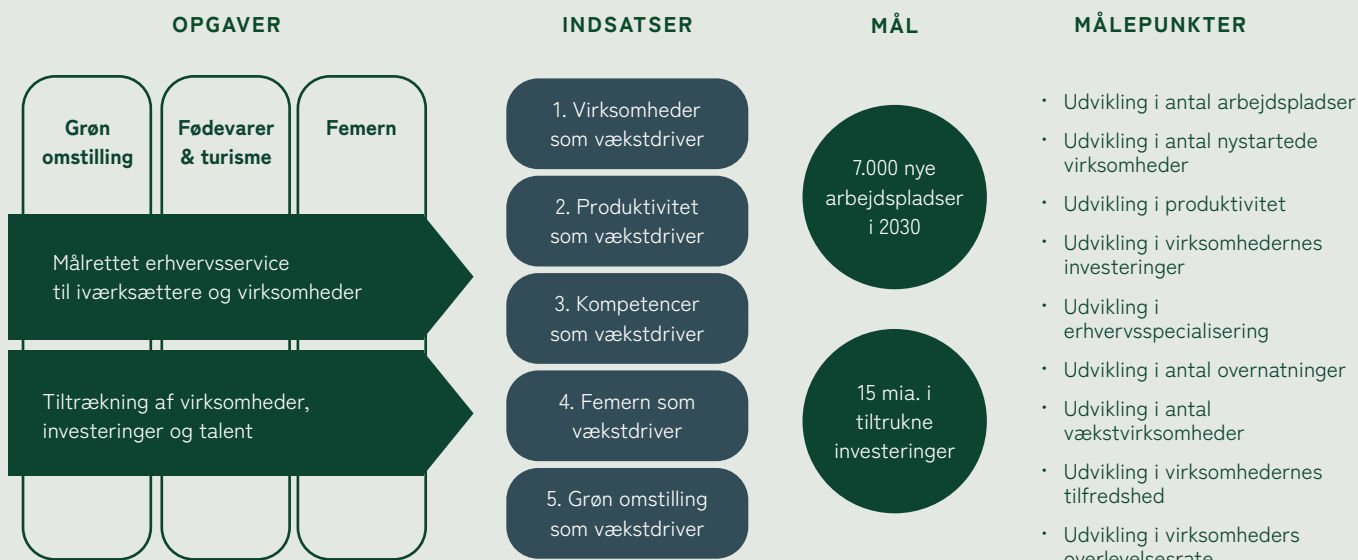 OPGAVER
Grøn
omstilling
Fødevarer
& turisme
Femern
Målrettet erhvervsservice
til iværksættere og virksomheder
Tiltrækning af virksomheder,
investeringer og talent
INDSATSER
1. Virksomheder
som vækstdriver
2. Produktivitet
som vækstdriver
3. Kompetencer
som vækstdriver
4. Femern som
vækstdriver
5. Grøn omstilling
som vækstdriver
MÅL
7.000 nye
arbejdspladser
i 2030
15 mia. i
tiltrukne
investeringer
MÅLEPUNKTER
· Udvikling i antal arbejdspladser
· Udvikling i antal nystartede
virksomheder
· Udvikling i produktivitet
· Udvikling i virksomhedernes
investeringer
· Udvikling i
erhvervsspecialisering
· Udvikling i antal overnatninger
· Udvikling i antal
vækstvirksomheder
· Udvikling i virksomhedernes
tilfredshed
· Udvikling i virksomheders
overlevelsesrate